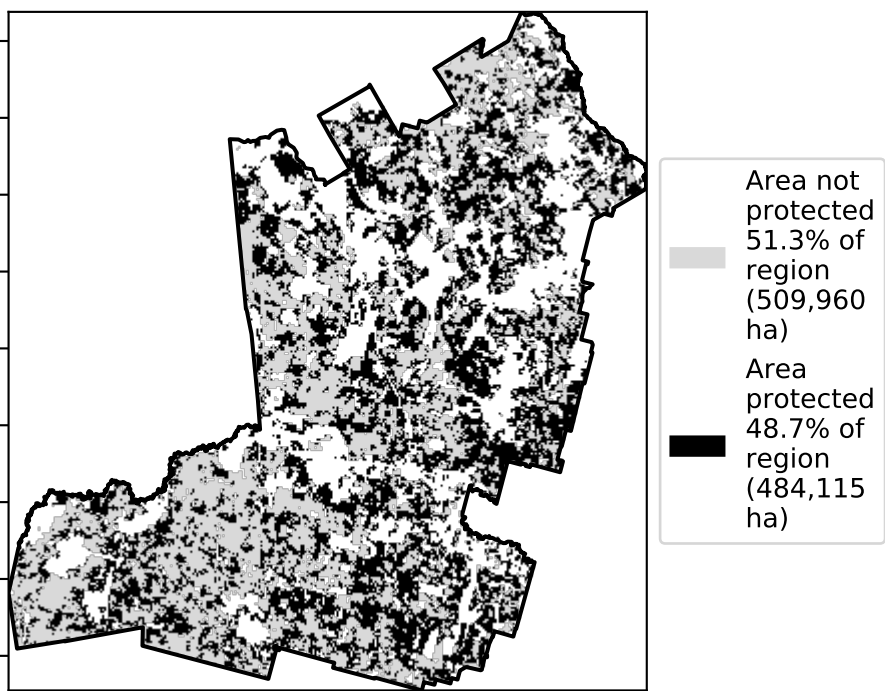 Area not
protected
51.3% of
region
(509,960
ha)
Area
protected
48.7% of
region
(484,115
ha)